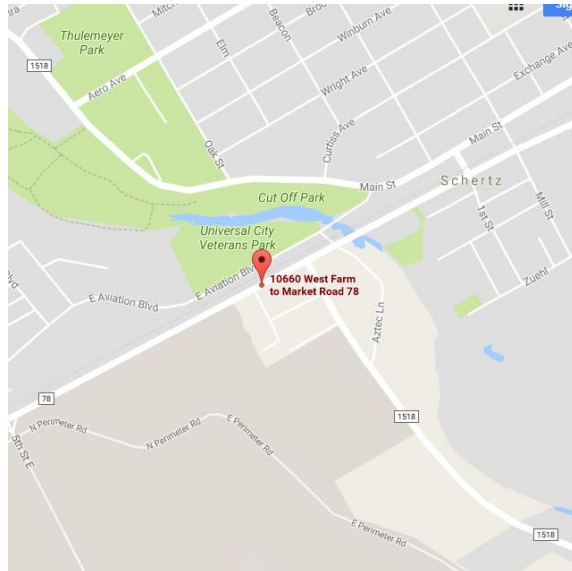 Thulemeyer
Park
1518
Aero Ave
Elm
Beacon
Winburn Ave
Wright Ave
Exchange Ave
Oak St
Curtiss Ave
Main St
Main St
Schertz
Cut Off Park
Universal City
Veterans Park
1st St
Mill St
Zuehl
E Aviation Blvd
E Aviation Blv
10660 West Farm
to Market Road 78
Aztec Ln
78
1518
N Perimeter Rd
N Perimeter Rd
E Perimeter Rd
5th St E
E Perimeter Rd
1518